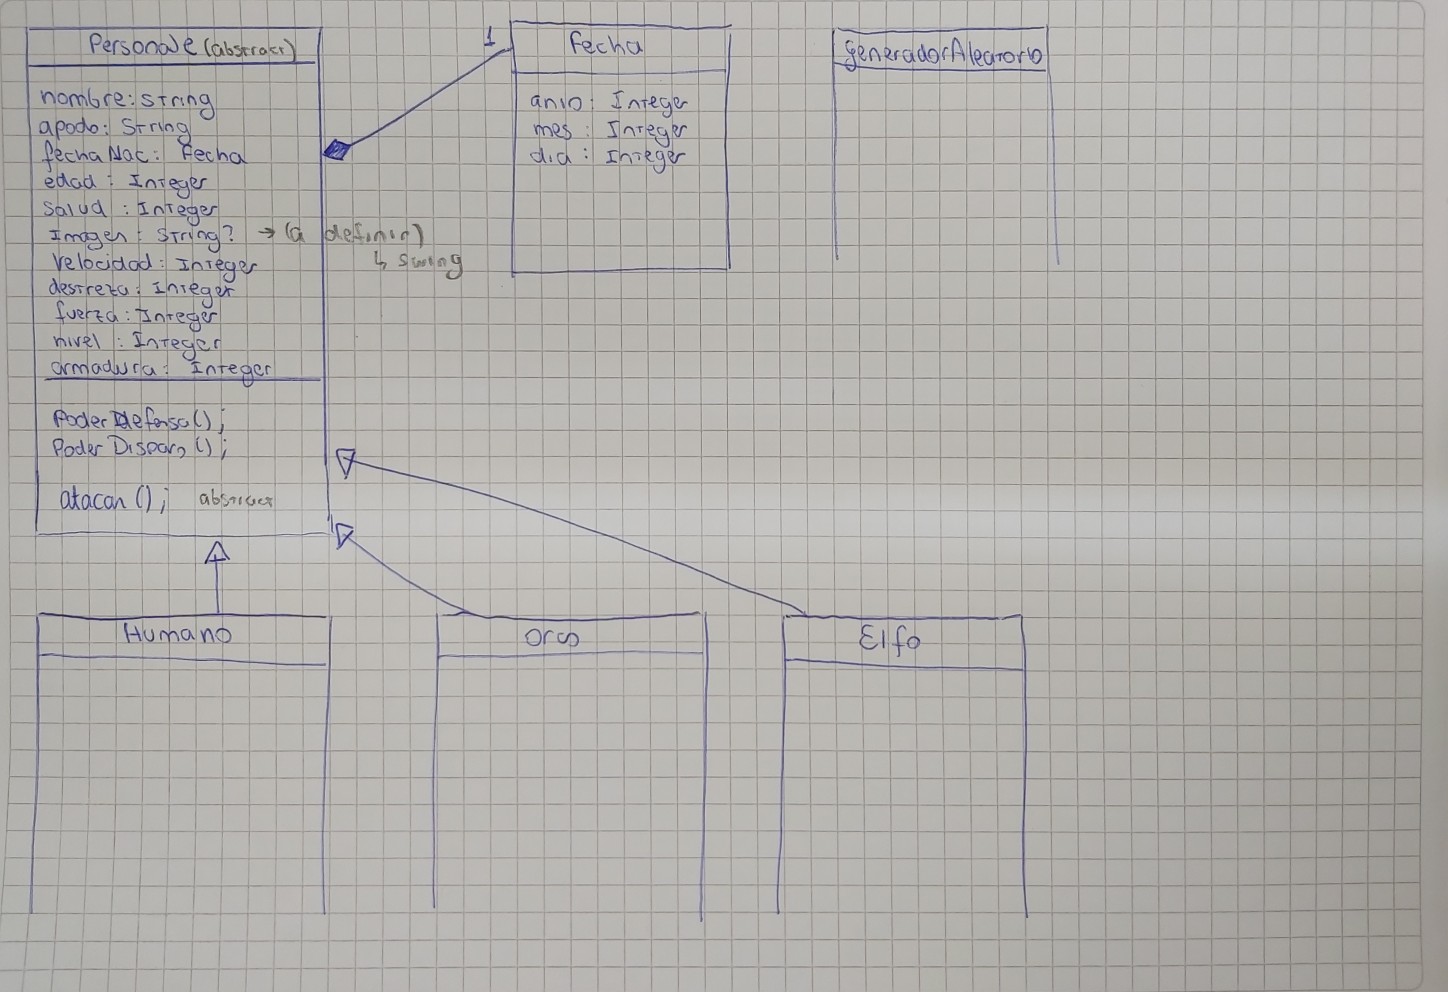 Personaje (abstract)
nombre: String
apodo: String
fechaNac: Fecha
edad : Integer
Salud : Integer
Imagen : String? → (a definir)
↳ swing
Velocidad : Integer
destreza : Integer
fuerza : Integer
nivel : Integer
armadura : Integer
PoderDefensa();
PoderDisparo();
atacar(); abstract
1
Fecha
anio : Integer
mes : Integer
dia : Integer
generadorAleatorio
Humano
Orco
Elfo